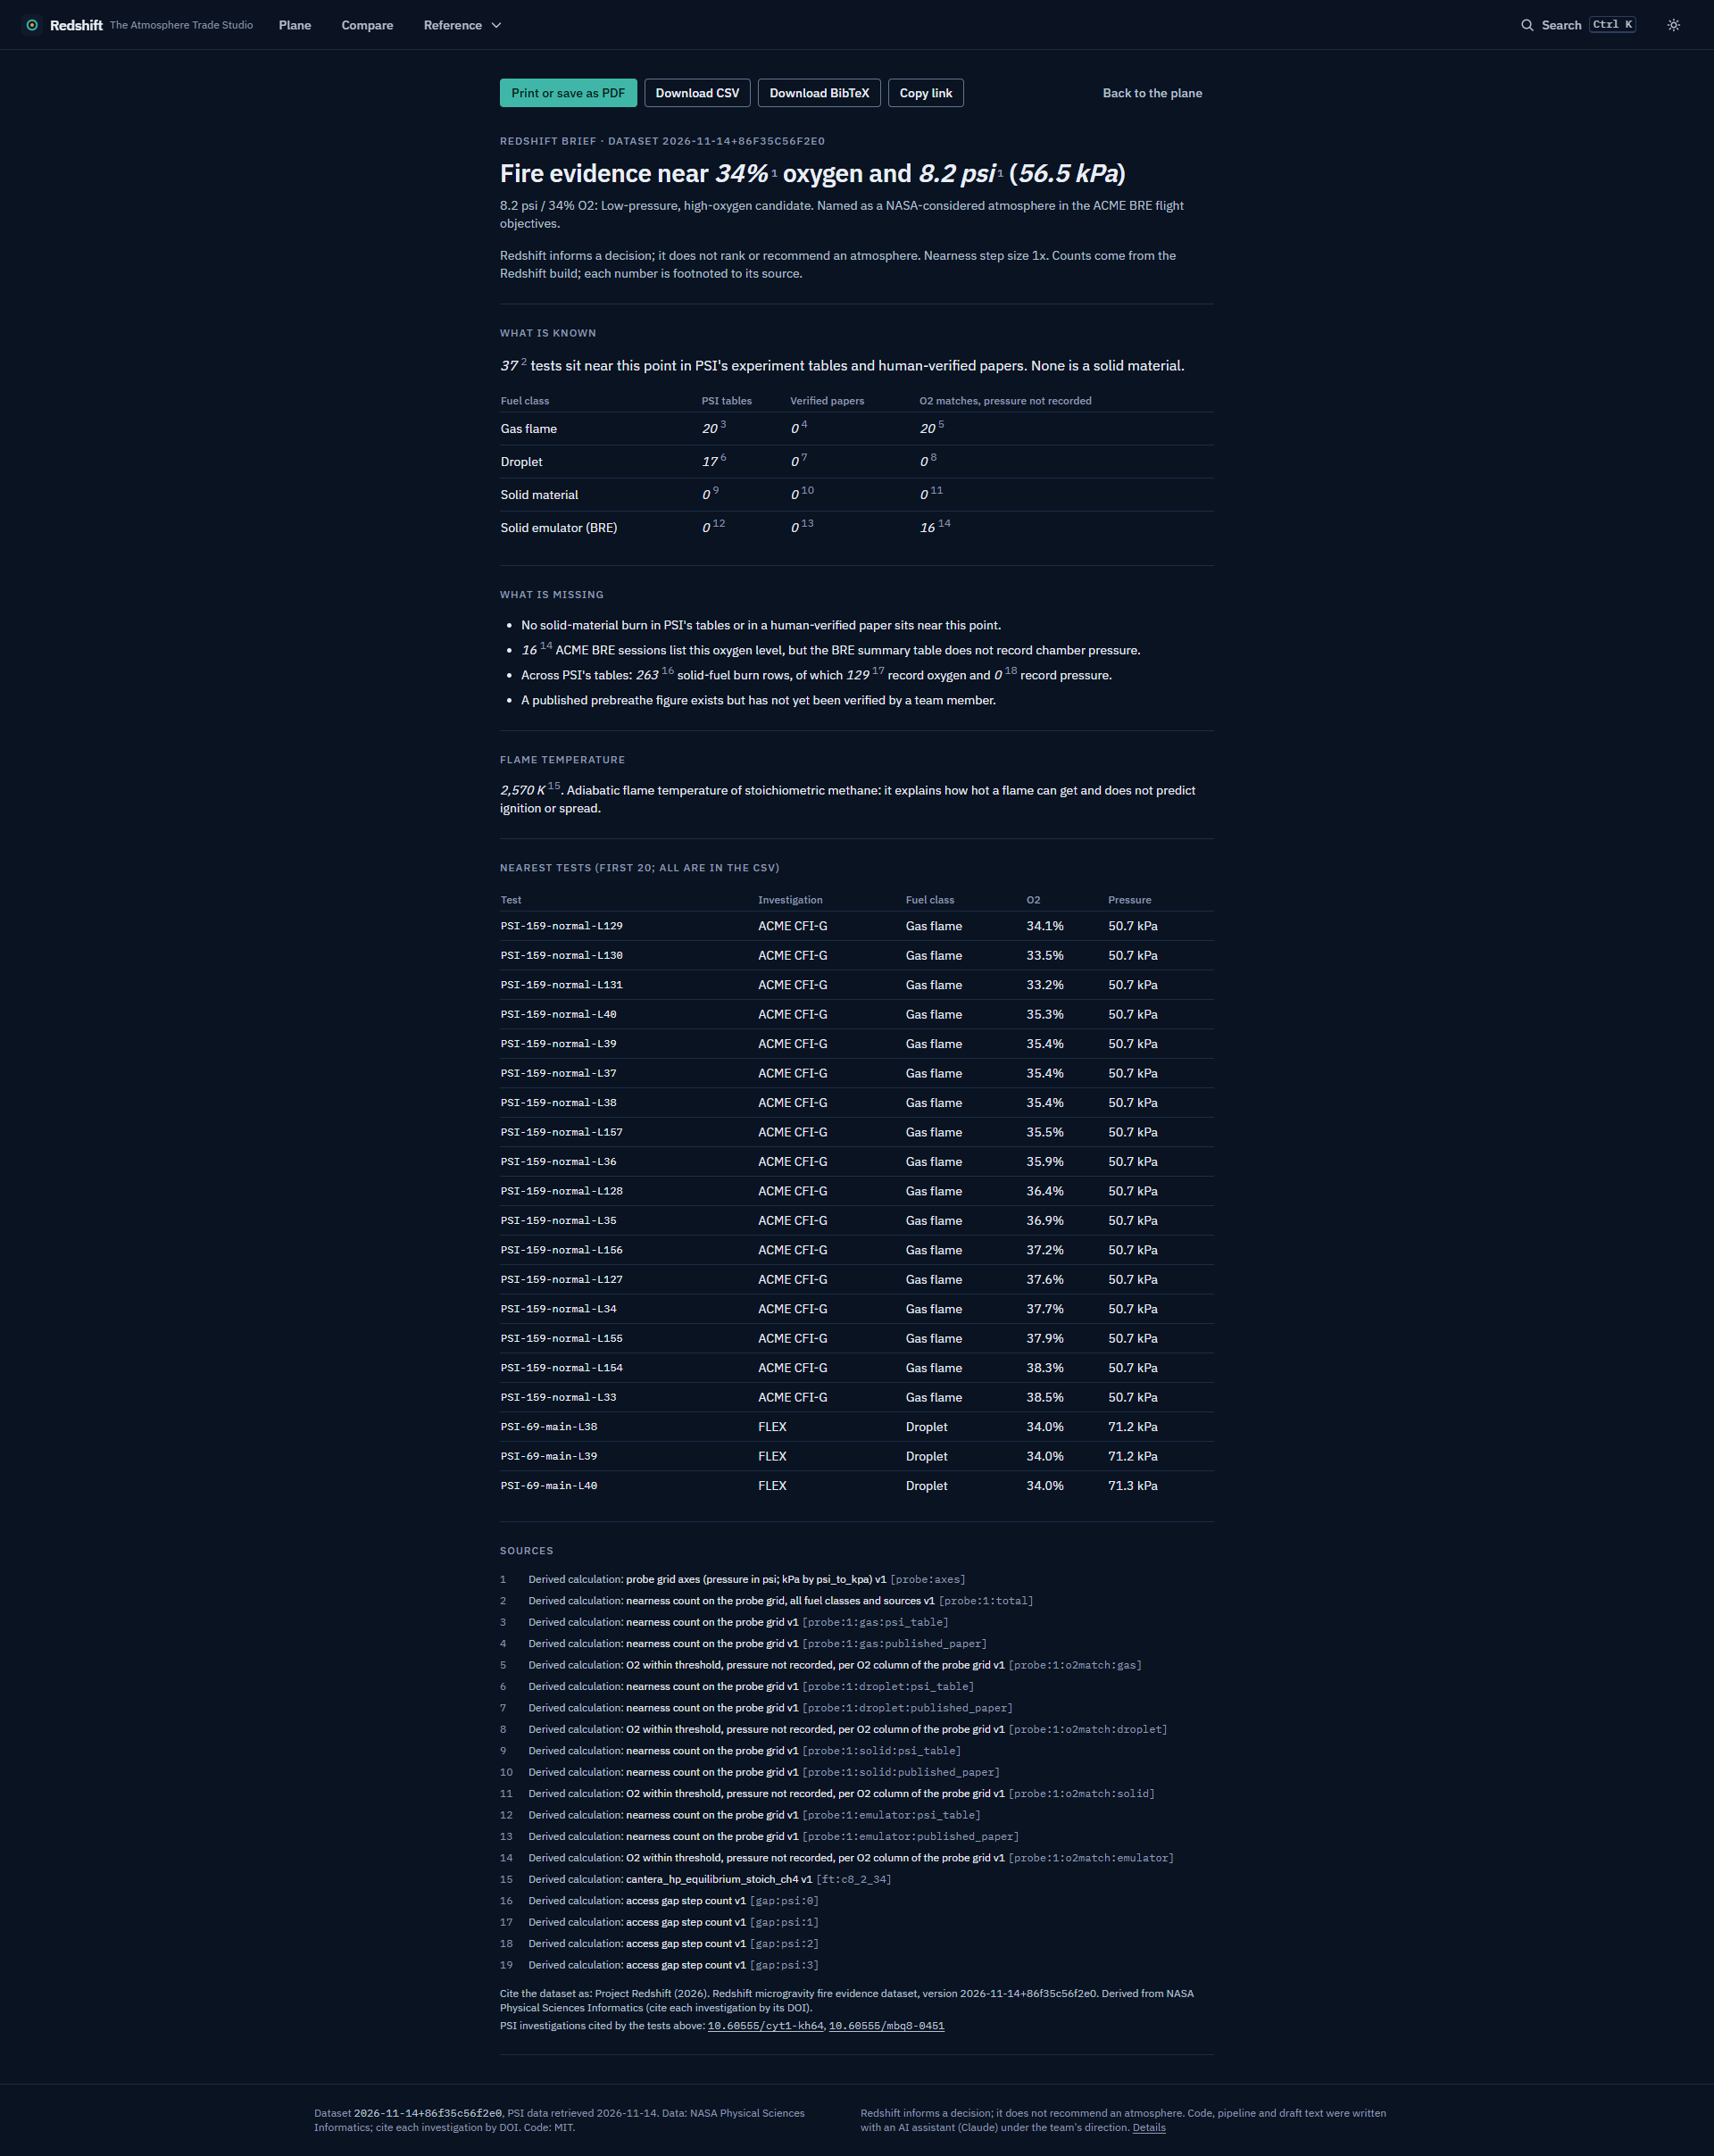 Redshift The Atmosphere Trade Studio Plane Compare Reference Search Ctrl K
Print or save as PDF Download CSV Download BibTeX Copy link Back to the plane
REDSHIFT BRIEF · DATASET 2026-11-14+86F35C56F2E0
Fire evidence near 34% 1 oxygen and 8.2 psi 1 (56.5 kPa)
8.2 psi / 34% O2: Low-pressure, high-oxygen candidate. Named as a NASA-considered atmosphere in the ACME BRE flight
objectives.
Redshift informs a decision; it does not rank or recommend an atmosphere. Nearness step size 1x. Counts come from the
Redshift build; each number is footnoted to its source.
WHAT IS KNOWN
37 2 tests sit near this point in PSI's experiment tables and human-verified papers. None is a solid material.
Fuel class PSI tables Verified papers O2 matches, pressure not recorded
Gas flame 20 3 0 4 20 5
Droplet 17 6 0 7 0 8
Solid material 0 9 0 10 0 11
Solid emulator (BRE) 0 12 0 13 16 14
WHAT IS MISSING
• No solid-material burn in PSI's tables or in a human-verified paper sits near this point.
• 16 14 ACME BRE sessions list this oxygen level, but the BRE summary table does not record chamber pressure.
• Across PSI's tables: 263 16 solid-fuel burn rows, of which 129 17 record oxygen and 0 18 record pressure.
• A published prebreathe figure exists but has not yet been verified by a team member.
FLAME TEMPERATURE
2,570 K 15. Adiabatic flame temperature of stoichiometric methane: it explains how hot a flame can get and does not predict
ignition or spread.
NEAREST TESTS (FIRST 20; ALL ARE IN THE CSV)
Test Investigation Fuel class O2 Pressure
PSI-159-normal-L129 ACME CFI-G Gas flame 34.1% 50.7 kPa
PSI-159-normal-L130 ACME CFI-G Gas flame 33.5% 50.7 kPa
PSI-159-normal-L131 ACME CFI-G Gas flame 33.2% 50.7 kPa
PSI-159-normal-L40 ACME CFI-G Gas flame 35.3% 50.7 kPa
PSI-159-normal-L39 ACME CFI-G Gas flame 35.4% 50.7 kPa
PSI-159-normal-L37 ACME CFI-G Gas flame 35.4% 50.7 kPa
PSI-159-normal-L38 ACME CFI-G Gas flame 35.4% 50.7 kPa
PSI-159-normal-L157 ACME CFI-G Gas flame 35.5% 50.7 kPa
PSI-159-normal-L36 ACME CFI-G Gas flame 35.9% 50.7 kPa
PSI-159-normal-L128 ACME CFI-G Gas flame 36.4% 50.7 kPa
PSI-159-normal-L35 ACME CFI-G Gas flame 36.9% 50.7 kPa
PSI-159-normal-L156 ACME CFI-G Gas flame 37.2% 50.7 kPa
PSI-159-normal-L127 ACME CFI-G Gas flame 37.6% 50.7 kPa
PSI-159-normal-L34 ACME CFI-G Gas flame 37.7% 50.7 kPa
PSI-159-normal-L155 ACME CFI-G Gas flame 37.9% 50.7 kPa
PSI-159-normal-L154 ACME CFI-G Gas flame 38.3% 50.7 kPa
PSI-159-normal-L33 ACME CFI-G Gas flame 38.5% 50.7 kPa
PSI-69-main-L38 FLEX Droplet 34.0% 71.2 kPa
PSI-69-main-L39 FLEX Droplet 34.0% 71.2 kPa
PSI-69-main-L40 FLEX Droplet 34.0% 71.3 kPa
SOURCES
1 Derived calculation: probe grid axes (pressure in psi; kPa by psi_to_kpa) v1 [probe:axes]
2 Derived calculation: nearness count on the probe grid, all fuel classes and sources v1 [probe:1:total]
3 Derived calculation: nearness count on the probe grid v1 [probe:1:gas:psi_table]
4 Derived calculation: nearness count on the probe grid v1 [probe:1:gas:published_paper]
5 Derived calculation: O2 within threshold, pressure not recorded, per O2 column of the probe grid v1 [probe:1:o2match:gas]
6 Derived calculation: nearness count on the probe grid v1 [probe:1:droplet:psi_table]
7 Derived calculation: nearness count on the probe grid v1 [probe:1:droplet:published_paper]
8 Derived calculation: O2 within threshold, pressure not recorded, per O2 column of the probe grid v1 [probe:1:o2match:droplet]
9 Derived calculation: nearness count on the probe grid v1 [probe:1:solid:psi_table]
10 Derived calculation: nearness count on the probe grid v1 [probe:1:solid:published_paper]
11 Derived calculation: O2 within threshold, pressure not recorded, per O2 column of the probe grid v1 [probe:1:o2match:solid]
12 Derived calculation: nearness count on the probe grid v1 [probe:1:emulator:psi_table]
13 Derived calculation: nearness count on the probe grid v1 [probe:1:emulator:published_paper]
14 Derived calculation: O2 within threshold, pressure not recorded, per O2 column of the probe grid v1 [probe:1:o2match:emulator]
15 Derived calculation: cantera_hp_equilibrium_stoich_ch4 v1 [ft:c8_2_34]
16 Derived calculation: access gap step count v1 [gap:psi:0]
17 Derived calculation: access gap step count v1 [gap:psi:1]
18 Derived calculation: access gap step count v1 [gap:psi:2]
19 Derived calculation: access gap step count v1 [gap:psi:3]
Cite the dataset as: Project Redshift (2026). Redshift microgravity fire evidence dataset, version 2026-11-14+86f35c56f2e0. Derived from NASA
Physical Sciences Informatics (cite each investigation by its DOI).
PSI investigations cited by the tests above: 10.60555/cyt1-kh64, 10.60555/mbq8-0451
Dataset 2026-11-14+86f35c56f2e0, PSI data retrieved 2026-11-14. Data: NASA Physical Sciences
Informatics; cite each investigation by DOI. Code: MIT.
Redshift informs a decision; it does not recommend an atmosphere. Code, pipeline and draft text were written
with an AI assistant (Claude) under the team's direction. Details